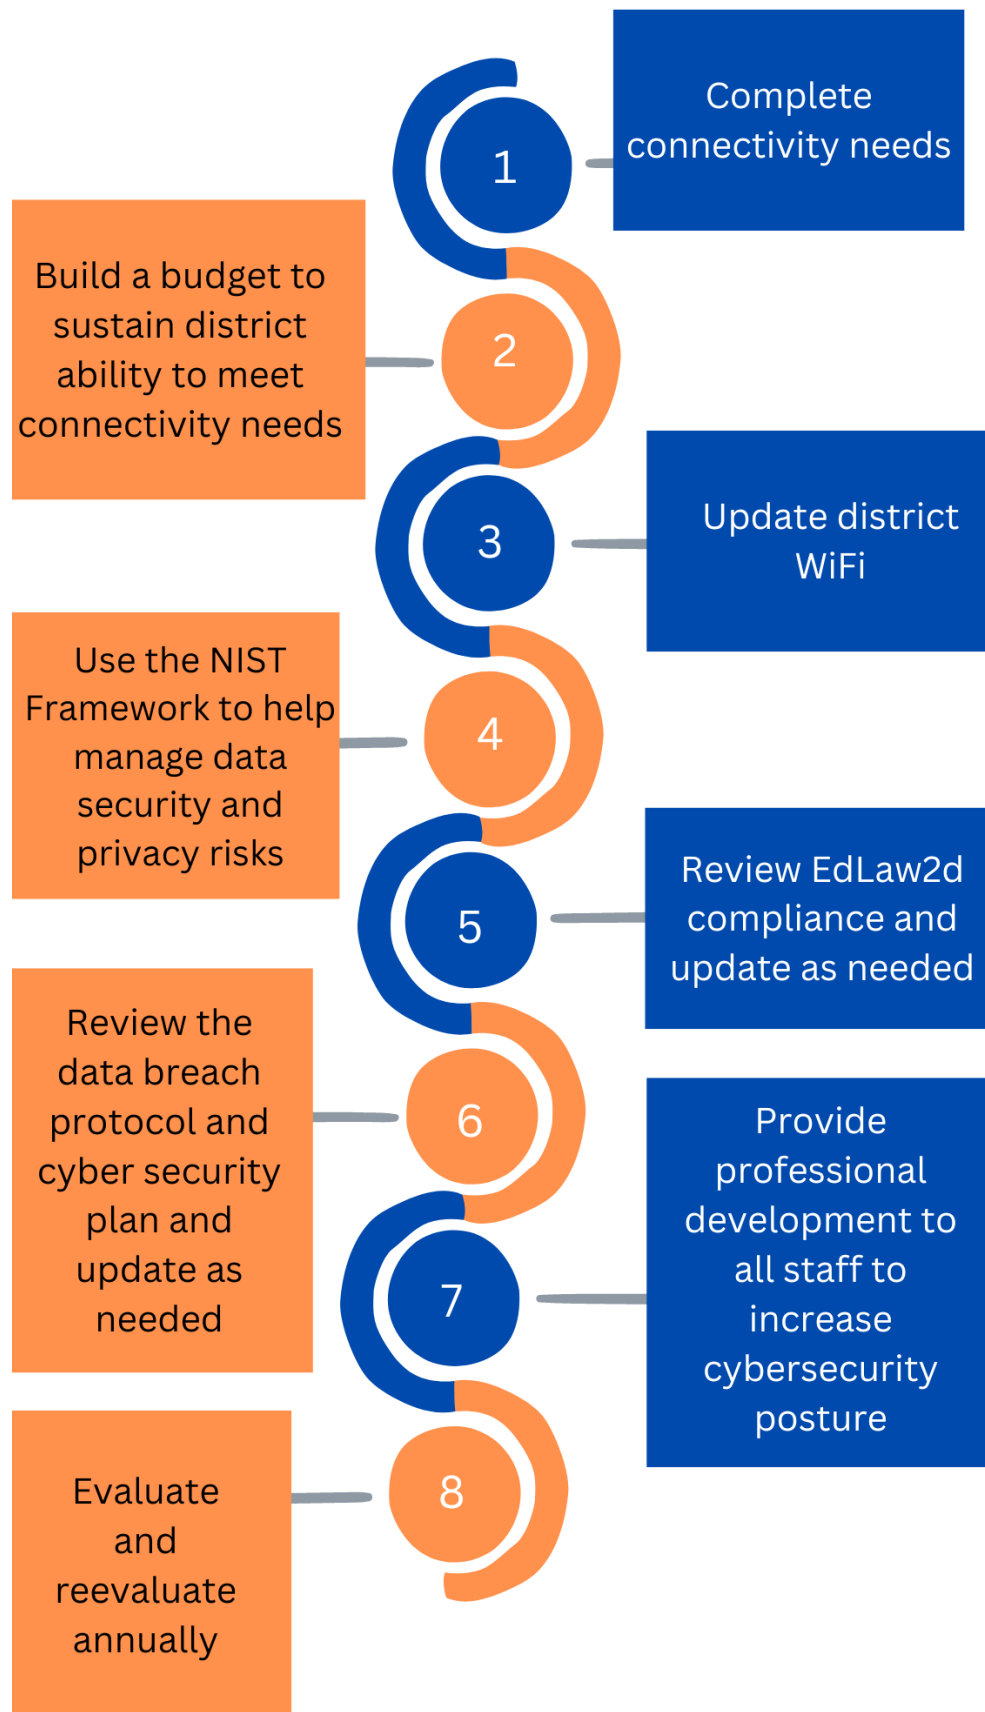 1
Complete
connectivity needs
2
Build a budget to
sustain district
ability to meet
connectivity needs
3
Update district
WiFi
4
Use the NIST
Framework to help
manage data
security and
privacy risks
5
Review EdLaw2d
compliance and
update as needed
6
Review the
data breach
protocol and
cyber security
plan and
update as
needed
7
Provide
professional
development to
all staff to
increase
cybersecurity
posture
8
Evaluate
and
reevaluate
annually